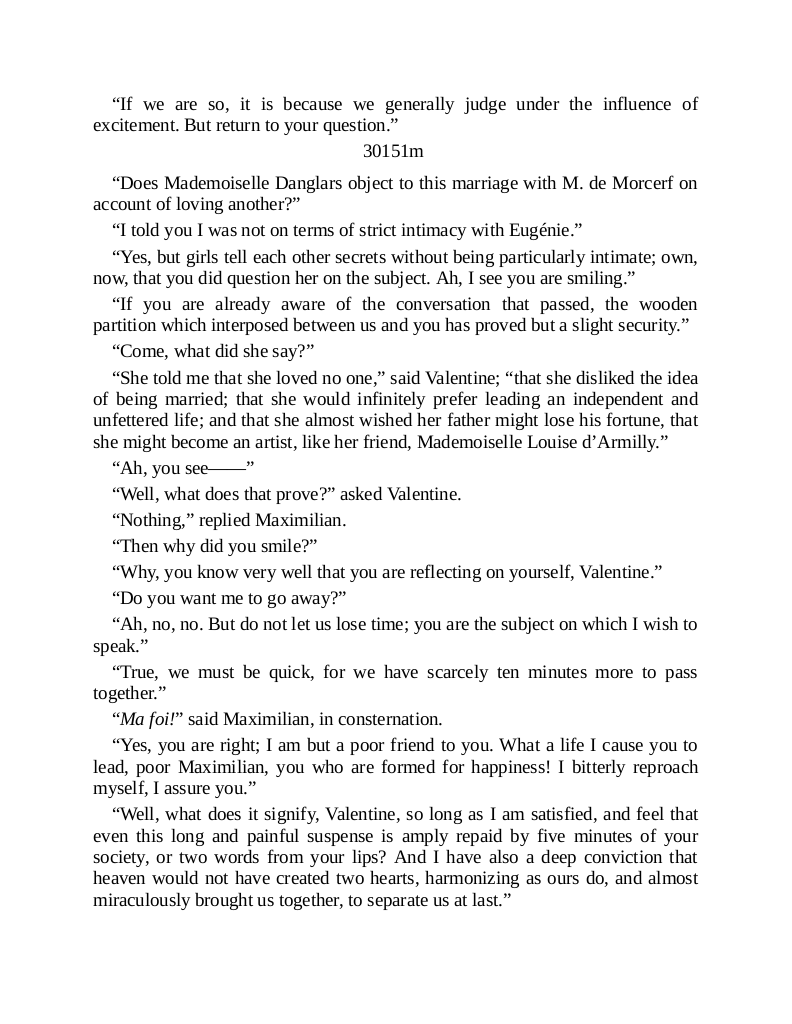 “If we are so, it is because we generally judge under the influence of
excitement. But return to your question.”
30151m
“Does Mademoiselle Danglars object to this marriage with M. de Morcerf on
account of loving another?”
“I told you I was not on terms of strict intimacy with Eugénie.”
“Yes, but girls tell each other secrets without being particularly intimate; own,
now, that you did question her on the subject. Ah, I see you are smiling.”
“If you are already aware of the conversation that passed, the wooden
partition which interposed between us and you has proved but a slight security.”
“Come, what did she say?”
“She told me that she loved no one,” said Valentine; “that she disliked the idea
of being married; that she would infinitely prefer leading an independent and
unfettered life; and that she almost wished her father might lose his fortune, that
she might become an artist, like her friend, Mademoiselle Louise d’Armilly.”
“Ah, you see——”
“Well, what does that prove?” asked Valentine.
“Nothing,” replied Maximilian.
“Then why did you smile?”
“Why, you know very well that you are reflecting on yourself, Valentine.”
“Do you want me to go away?”
“Ah, no, no. But do not let us lose time; you are the subject on which I wish to
speak.”
“True, we must be quick, for we have scarcely ten minutes more to pass
together.”
“Ma foi!” said Maximilian, in consternation.
“Yes, you are right; I am but a poor friend to you. What a life I cause you to
lead, poor Maximilian, you who are formed for happiness! I bitterly reproach
myself, I assure you.”
“Well, what does it signify, Valentine, so long as I am satisfied, and feel that
even this long and painful suspense is amply repaid by five minutes of your
society, or two words from your lips? And I have also a deep conviction that
heaven would not have created two hearts, harmonizing as ours do, and almost
miraculously brought us together, to separate us at last.”